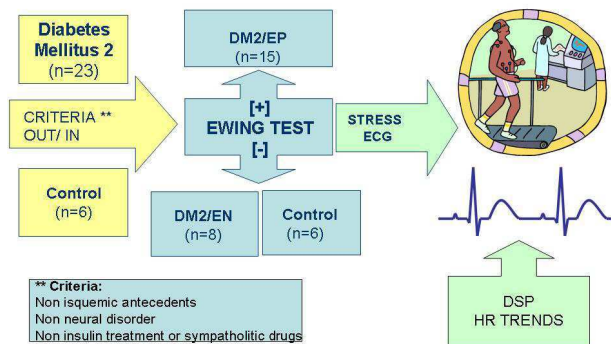 Diabetes
Mellitus 2
(n=23)
CRITERIA **
OUT/ IN
Control
(n=6)
DM2/EP
(n=15)
[+]
EWING TEST
[-]
DM2/EN
(n=8)
Control
(n=6)
STRESS
ECG
DSP
HR TRENDS
** Criteria:
Non isquemic antecedents
Non neural disorder
Non insulin treatment or sympatholitic drugs